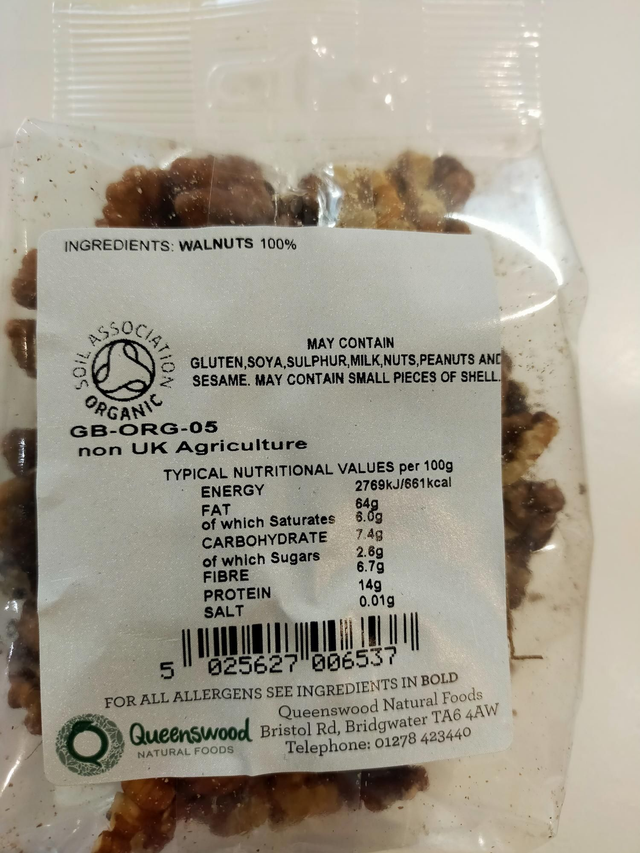 INGREDIENTS: WALNUTS 100%
SOIL ASSOCIATION
ORGANIC
MAY CONTAIN
GLUTEN,SOYA,SULPHUR,MILK,NUTS,PEANUTS AND
SESAME. MAY CONTAIN SMALL PIECES OF SHELL.
GB-ORG-05
non UK Agriculture
TYPICAL NUTRITIONAL VALUES per 100g
ENERGY 2769kJ/661kcal
FAT 64g
of which Saturates 6.0g
CARBOHYDRATE 7.4g
of which Sugars 2.6g
FIBRE 6.7g
PROTEIN 14g
SALT 0.01g
5 025627 006537
FOR ALL ALLERGENS SEE INGREDIENTS IN BOLD
Queenswood
NATURAL FOODS
Queenswood Natural Foods
Bristol Rd, Bridgwater TA6 4AW
Telephone: 01278 423440